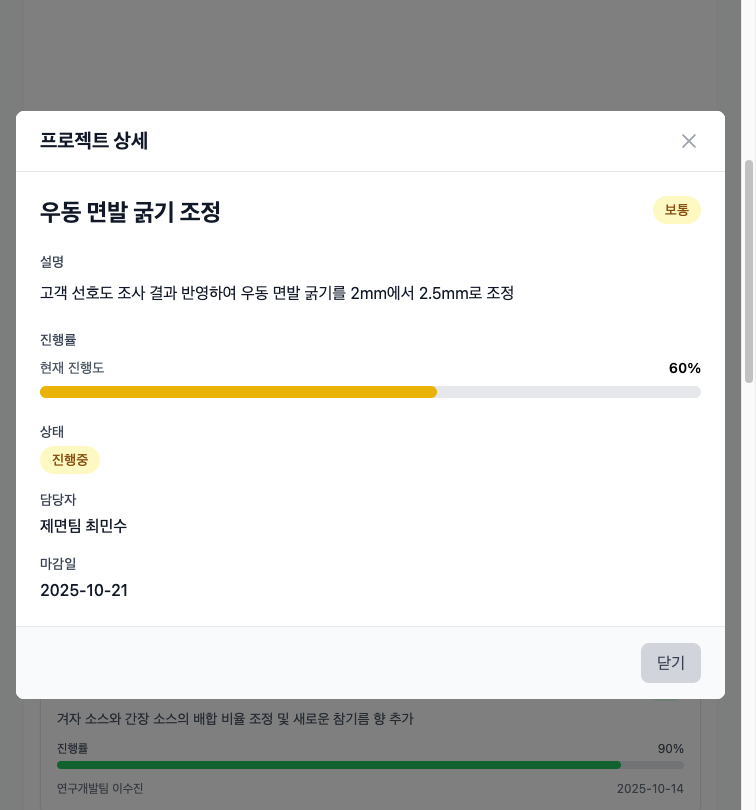 프로젝트 상세
우동 면발 굵기 조정
보통
설명
고객 선호도 조사 결과 반영하여 우동 면발 굵기를 2mm에서 2.5mm로 조정
진행률
현재 진행도
60%
상태
진행중
담당자
제면팀 최민수
마감일
2025-10-21
닫기
겨자 소스와 간장 소스의 배합 비율 조정 및 새로운 참기름 향 추가
진행률
90%
연구개발팀 이수진
2025-10-14